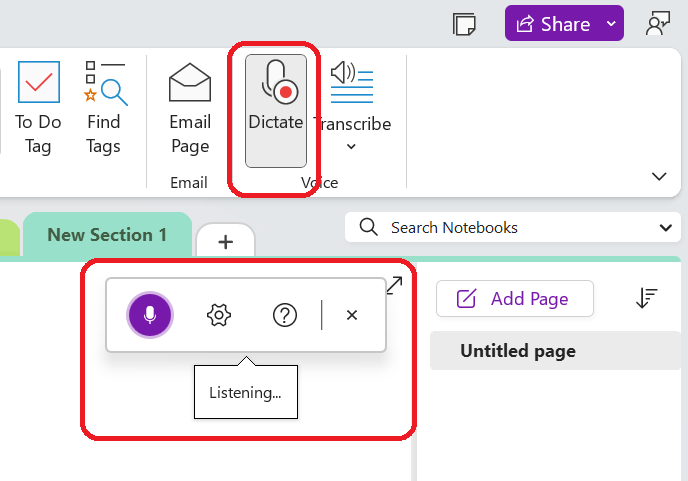 Share
To Do
Tag
Find
Tags
Email
Page
Dictate
Transcribe
Email
Voice
New Section 1
+
Search Notebooks
Add Page
Untitled page
Listening...